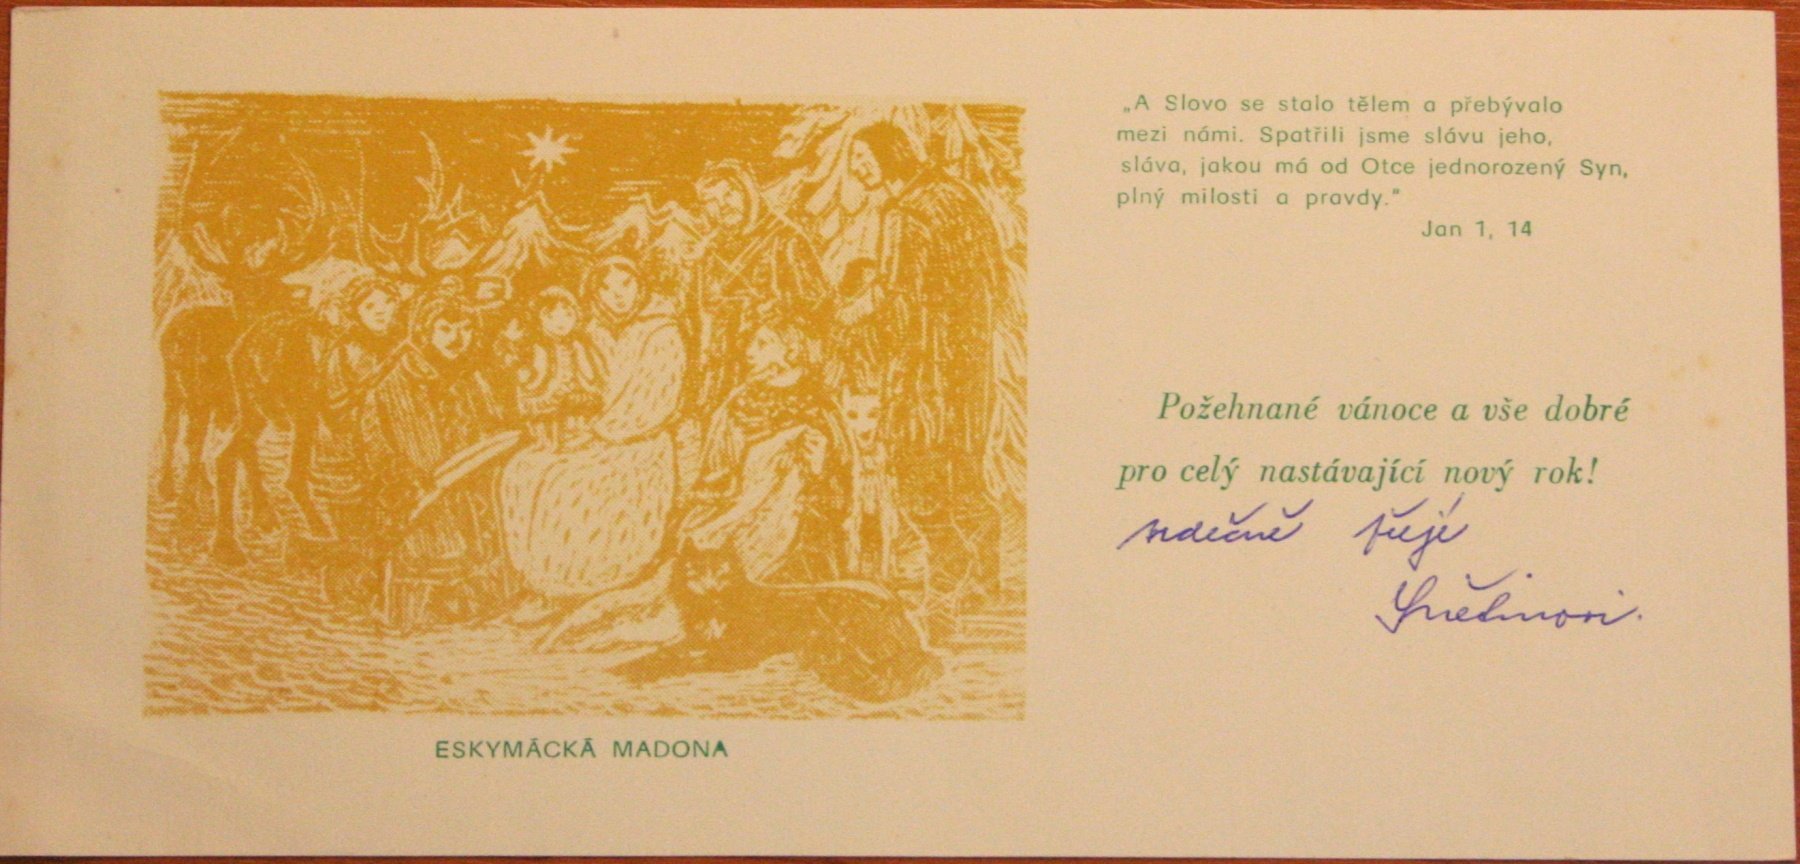 „A Slovo se stalo tělem a přebývalo
mezi námi. Spatřili jsme slávu jeho,
sláva, jakou má od Otce jednorozený Syn,
plný milosti a pravdy."
Jan 1, 14
Požehnané vánoce a vše dobré
pro celý nastávající nový rok!
srdečně přejí
ESKYMÁCKÁ MADONA